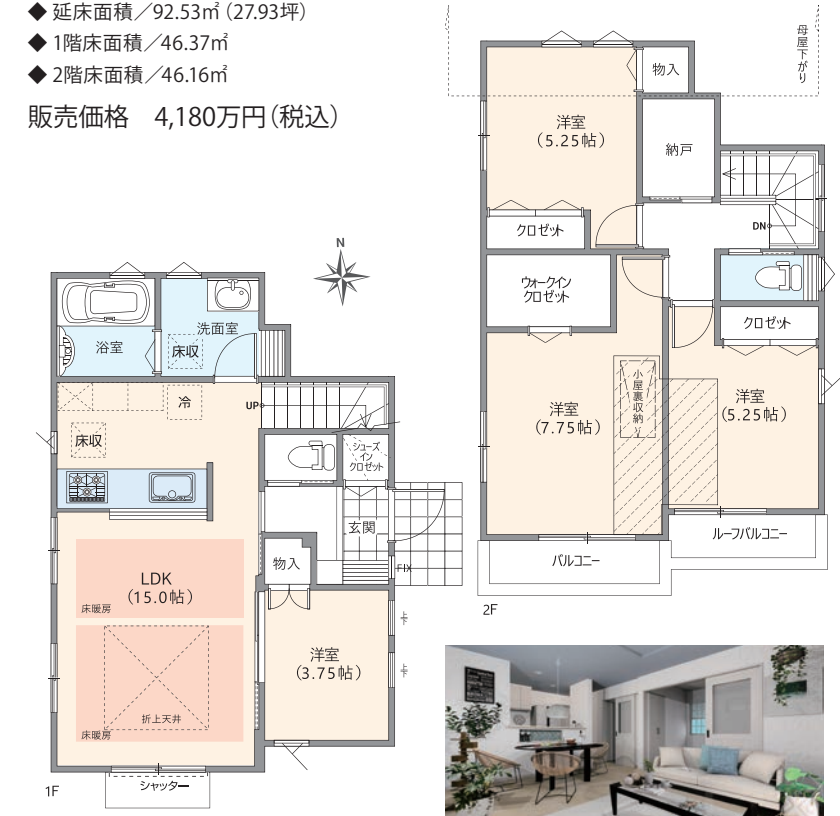 ◆ 延床面積／92.53㎡（27.93坪）
◆ 1階床面積／46.37㎡
◆ 2階床面積／46.16㎡
販売価格　4,180万円（税込）
母屋下がり
物入
洋室
（5.25帖）
納戸
クロゼット
DN
ウォークイン
クロゼット
クロゼット
小屋裏収納
洋室
（7.75帖）
洋室
（5.25帖）
バルコニー
ルーフバルコニー
2F
N
浴室
洗面室
床収
冷
UP
床収
シューズ
イン
クロゼット
玄関
物入
FIX
LDK
（15.0帖）
床暖房
洋室
（3.75帖）
折上天井
床暖房
シャッター
1F